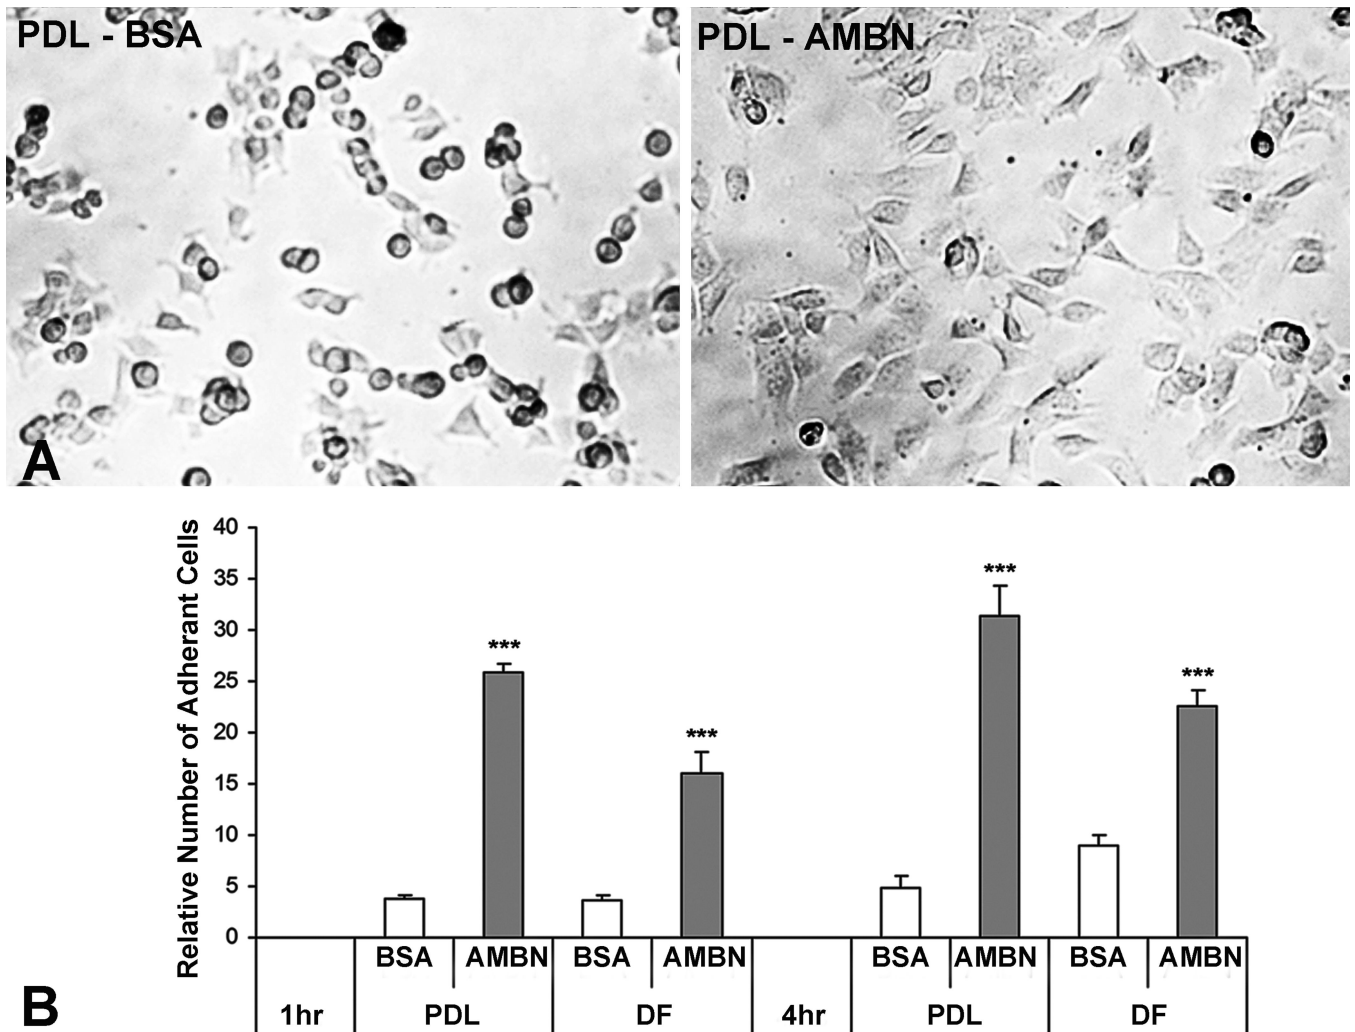 PDL - BSA
PDL - AMBN
A
Relative Number of Adherant Cells
40
35
30
25
20
15
10
5
0
***
***
***
***
BSA AMBN BSA AMBN BSA AMBN BSA AMBN
1hr PDL DF 4hr PDL DF
B